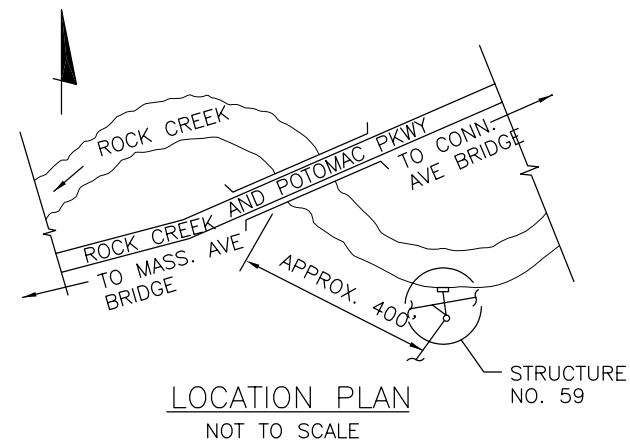 ROCK CREEK
ROCK CREEK AND POTOMAC PKWY
TO CONN.
AVE BRIDGE
TO MASS. AVE
BRIDGE
APPROX. 400'
STRUCTURE
NO. 59
LOCATION PLAN
NOT TO SCALE